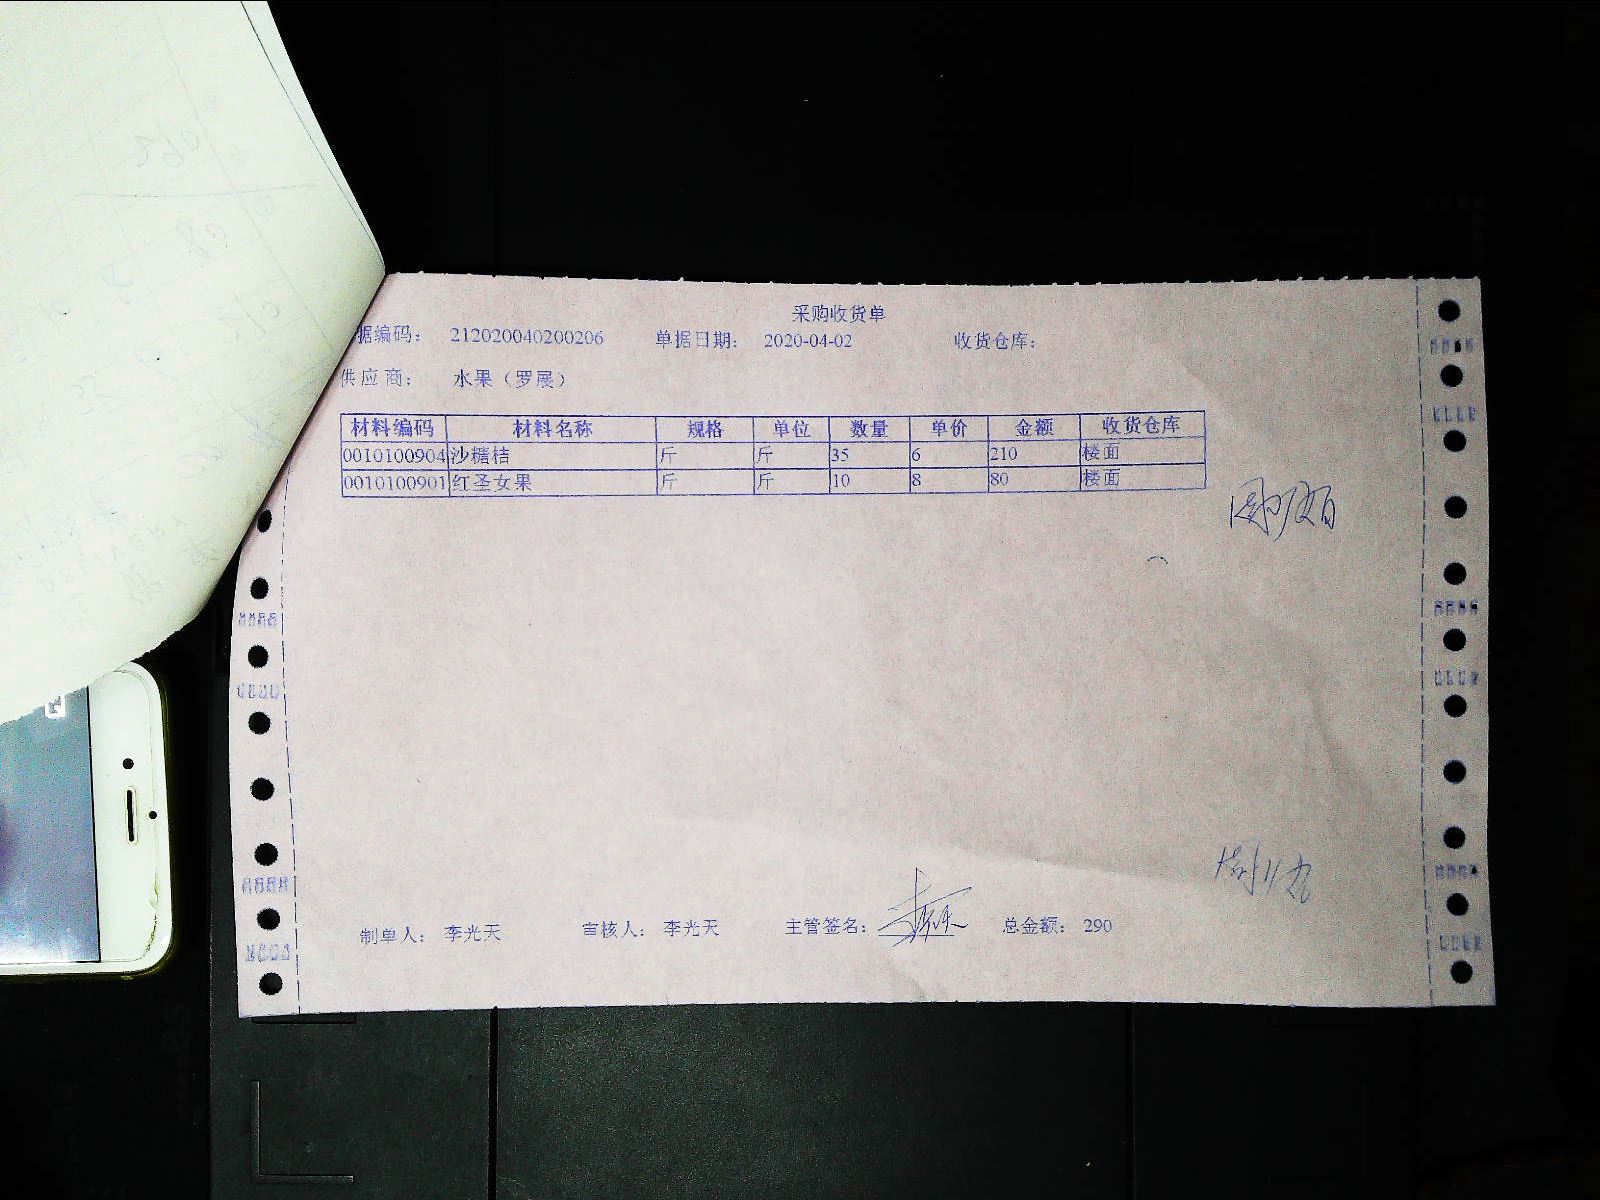 采购收货单
据编码: 212020040200206 单据日期: 2020-04-02 收货仓库:
供应商: 水果（罗展）
材料编码 材料名称 规格 单位 数量 单价 金额 收货仓库
0010100904 沙糖桔 斤 斤 35 6 210 楼面
0010100901 红圣女果 斤 斤 10 8 80 楼面
制单人: 李光天 审核人: 李光天 主管签名: 总金额: 290